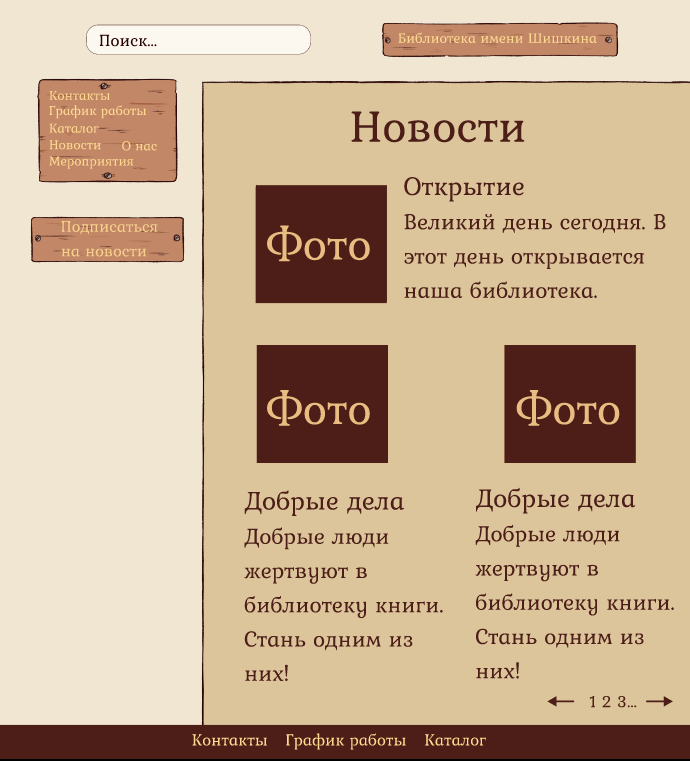 Поиск...
Библиотека имени Шишкина
Контакты
График работы
Каталог
Новости О нас
Мероприятия
Подписаться
на новости
Новости
Фото
Открытие
Великий день сегодня. В
этот день открывается
наша библиотека.
Фото
Добрые дела
Добрые люди
жертвуют в
библиотеку книги.
Стань одним из
них!
Фото
Добрые дела
Добрые люди
жертвуют в
библиотеку книги.
Стань одним из
них!
1 2 3...
Контакты График работы Каталог